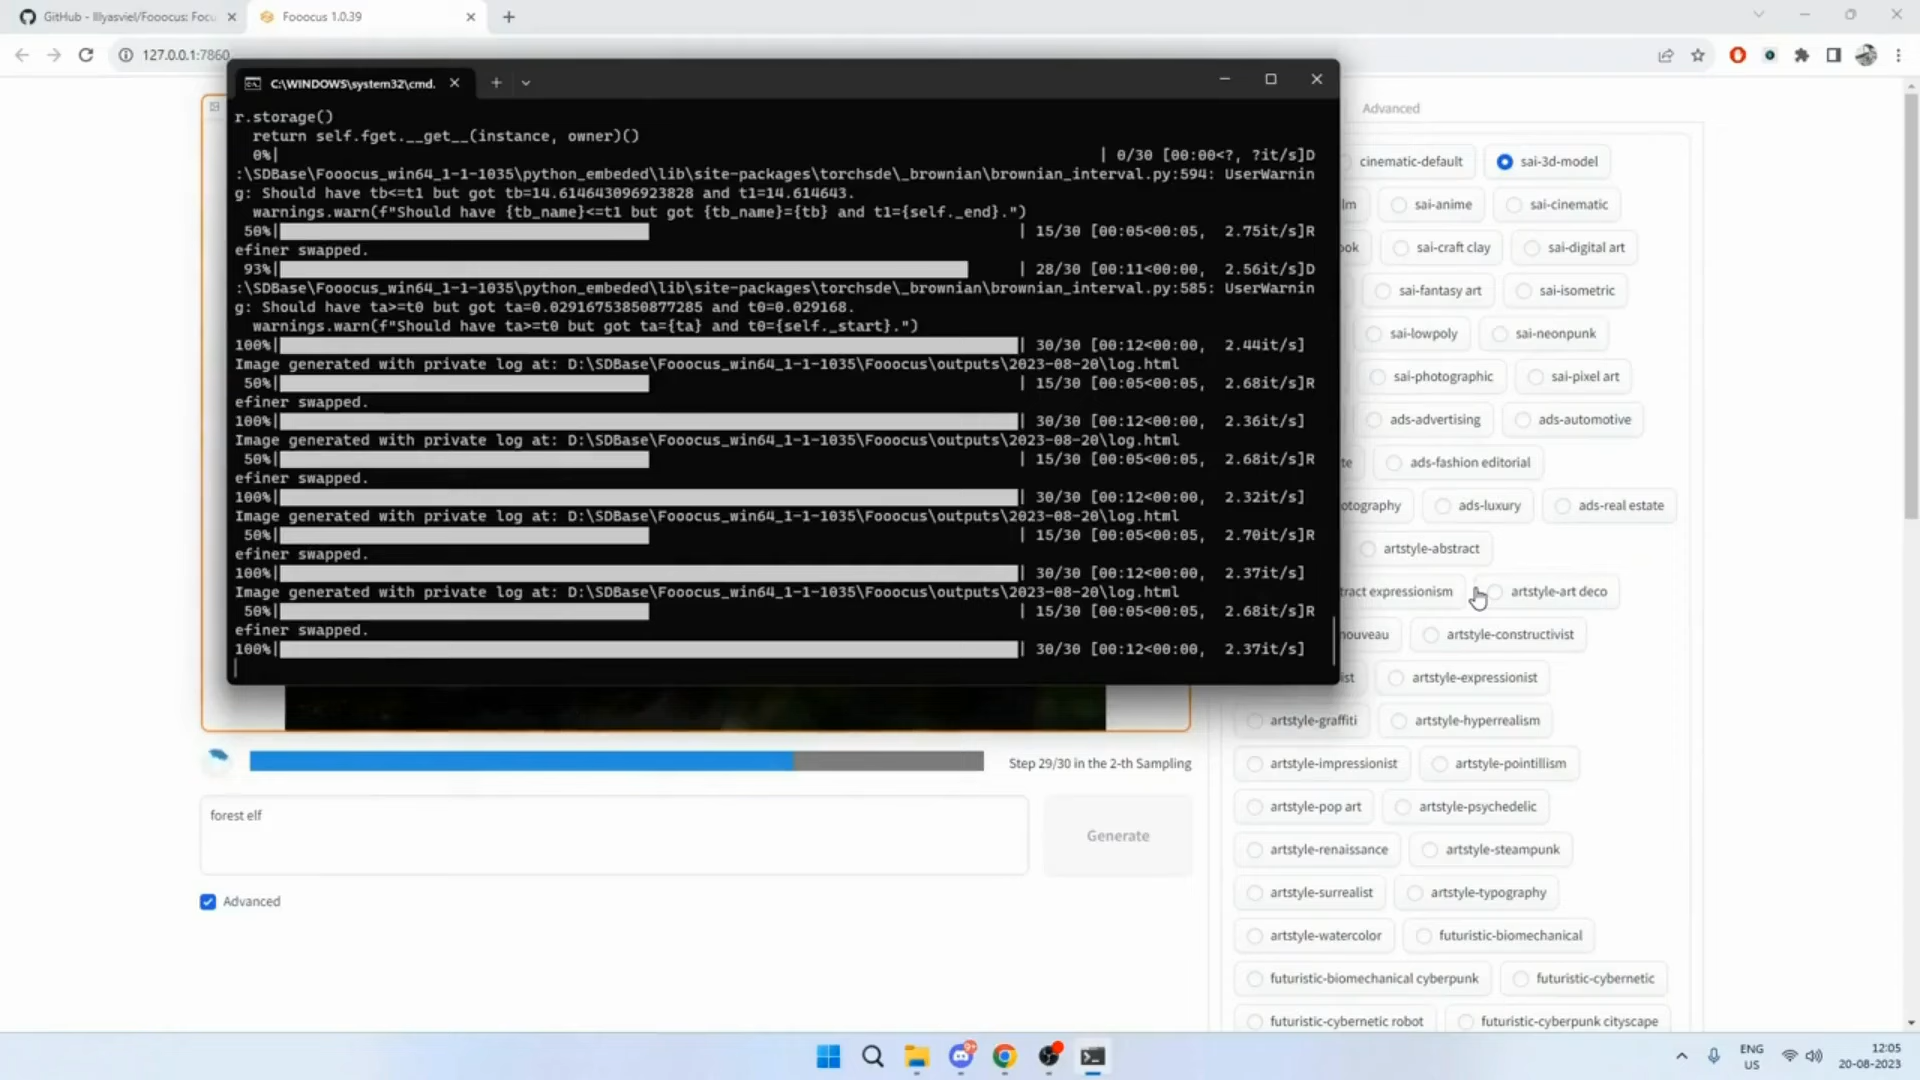 GitHub - lllyasviel/Fooocus: Focu
Fooocus 1.0.39
127.0.0.1:7860
C:\WINDOWS\system32\cmd.
r.storage()
return self.fget.__get__(instance, owner)()
0%| | 0/30 [00:00<?, ?it/s]D
:\SDBase\Fooocus_win64_1-1-1035\python_embeded\lib\site-packages\torchsde\_brownian\brownian_interval.py:594: UserWarnin
g: Should have tb<=t1 but got tb=14.614643096923828 and t1=14.614643.
warnings.warn(f"Should have {tb_name}<=t1 but got {tb_name}={tb} and t1={self._end}.")
50%| | 15/30 [00:05<00:05, 2.75it/s]R
efiner swapped.
93%| | 28/30 [00:11<00:00, 2.56it/s]D
:\SDBase\Fooocus_win64_1-1-1035\python_embeded\lib\site-packages\torchsde\_brownian\brownian_interval.py:585: UserWarnin
g: Should have ta>=t0 but got ta=0.02916753850877285 and t0=0.029168.
warnings.warn(f"Should have ta>=t0 but got ta={ta} and t0={self._start}.")
100%| | 30/30 [00:12<00:00, 2.44it/s]
Image generated with private log at: D:\SDBase\Fooocus_win64_1-1-1035\Fooocus\outputs\2023-08-20\log.html
50%| | 15/30 [00:05<00:05, 2.68it/s]R
efiner swapped.
100%| | 30/30 [00:12<00:00, 2.36it/s]
Image generated with private log at: D:\SDBase\Fooocus_win64_1-1-1035\Fooocus\outputs\2023-08-20\log.html
50%| | 15/30 [00:05<00:05, 2.68it/s]R
efiner swapped.
100%| | 30/30 [00:12<00:00, 2.32it/s]
Image generated with private log at: D:\SDBase\Fooocus_win64_1-1-1035\Fooocus\outputs\2023-08-20\log.html
50%| | 15/30 [00:05<00:05, 2.70it/s]R
efiner swapped.
100%| | 30/30 [00:12<00:00, 2.37it/s]
Image generated with private log at: D:\SDBase\Fooocus_win64_1-1-1035\Fooocus\outputs\2023-08-20\log.html
50%| | 15/30 [00:05<00:05, 2.68it/s]R
efiner swapped.
100%| | 30/30 [00:12<00:00, 2.37it/s]
Step 29/30 in the 2-th Sampling
forest elf
Generate
Advanced
Advanced
cinematic-default sai-3d-model
lm sai-anime sai-cinematic
ook sai-craft clay sai-digital art
sai-fantasy art sai-isometric
sai-lowpoly sai-neonpunk
sai-photographic sai-pixel art
ads-advertising ads-automotive
te ads-fashion editorial
otography ads-luxury ads-real estate
artstyle-abstract
tract expressionism artstyle-art deco
nouveau artstyle-constructivist
ist artstyle-expressionist
artstyle-graffiti artstyle-hyperrealism
artstyle-impressionist artstyle-pointillism
artstyle-pop art artstyle-psychedelic
artstyle-renaissance artstyle-steampunk
artstyle-surrealist artstyle-typography
artstyle-watercolor futuristic-biomechanical
futuristic-biomechanical cyberpunk futuristic-cybernetic
futuristic-cybernetic robot futuristic-cyberpunk cityscape
9+
ENG
US
12:05
20-08-2023